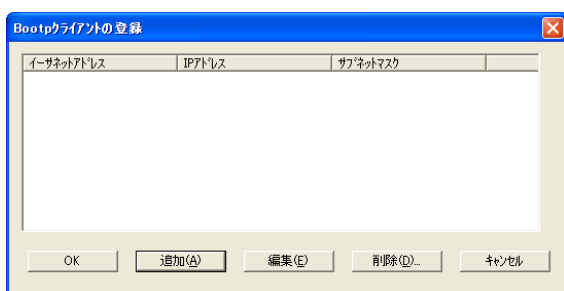 Bootpｸﾗｲｱﾝﾄの登録
ｲｰｻﾈｯﾄｱﾄﾞﾚｽ IPｱﾄﾞﾚｽ ｻﾌﾞﾈｯﾄﾏｽｸ
OK 追加(A) 編集(E) 削除(D)... ｷｬﾝｾﾙ